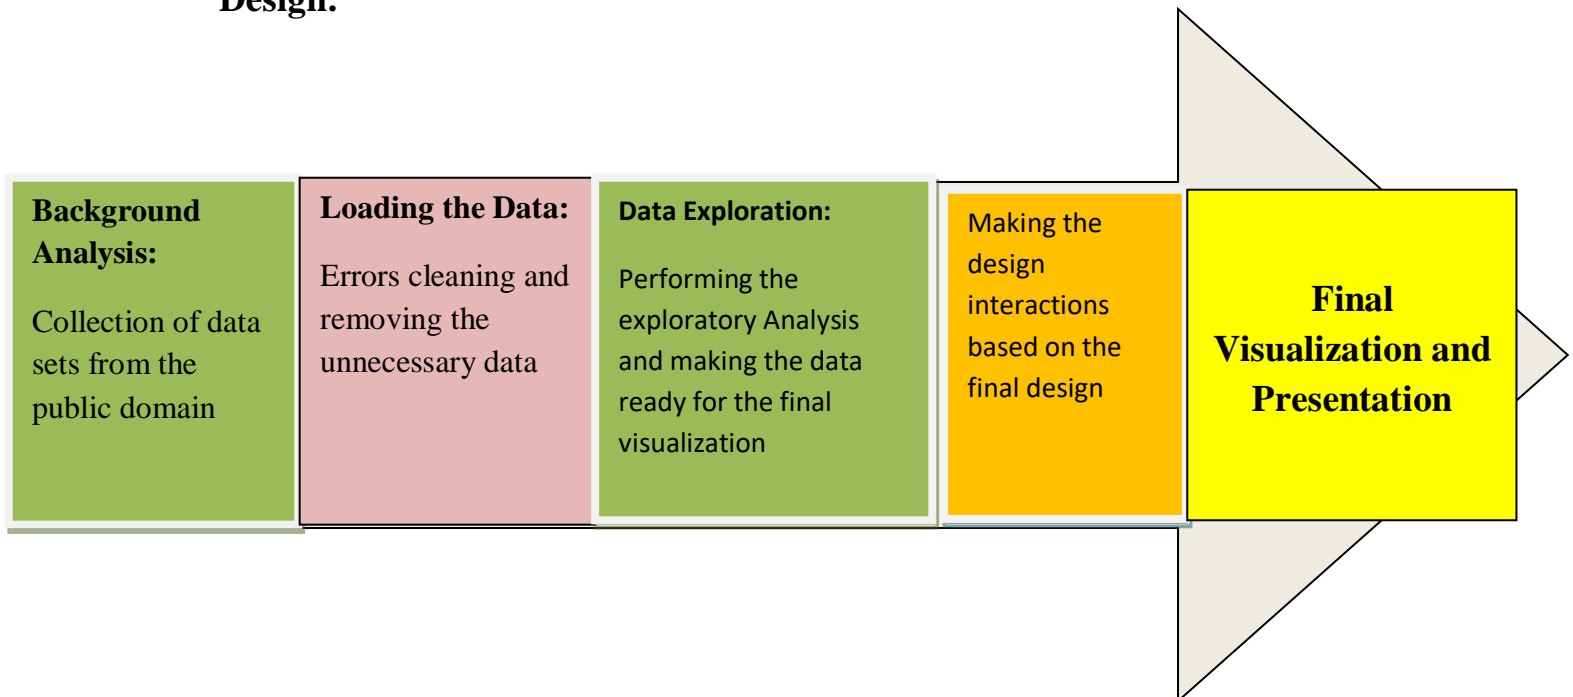 Design:
Background
Analysis:
Collection of data
sets from the
public domain
Loading the Data:
Errors cleaning and
removing the
unnecessary data
Data Exploration:
Performing the
exploratory Analysis
and making the data
ready for the final
visualization
Making the
design
interactions
based on the
final design
Final
Visualization and
Presentation